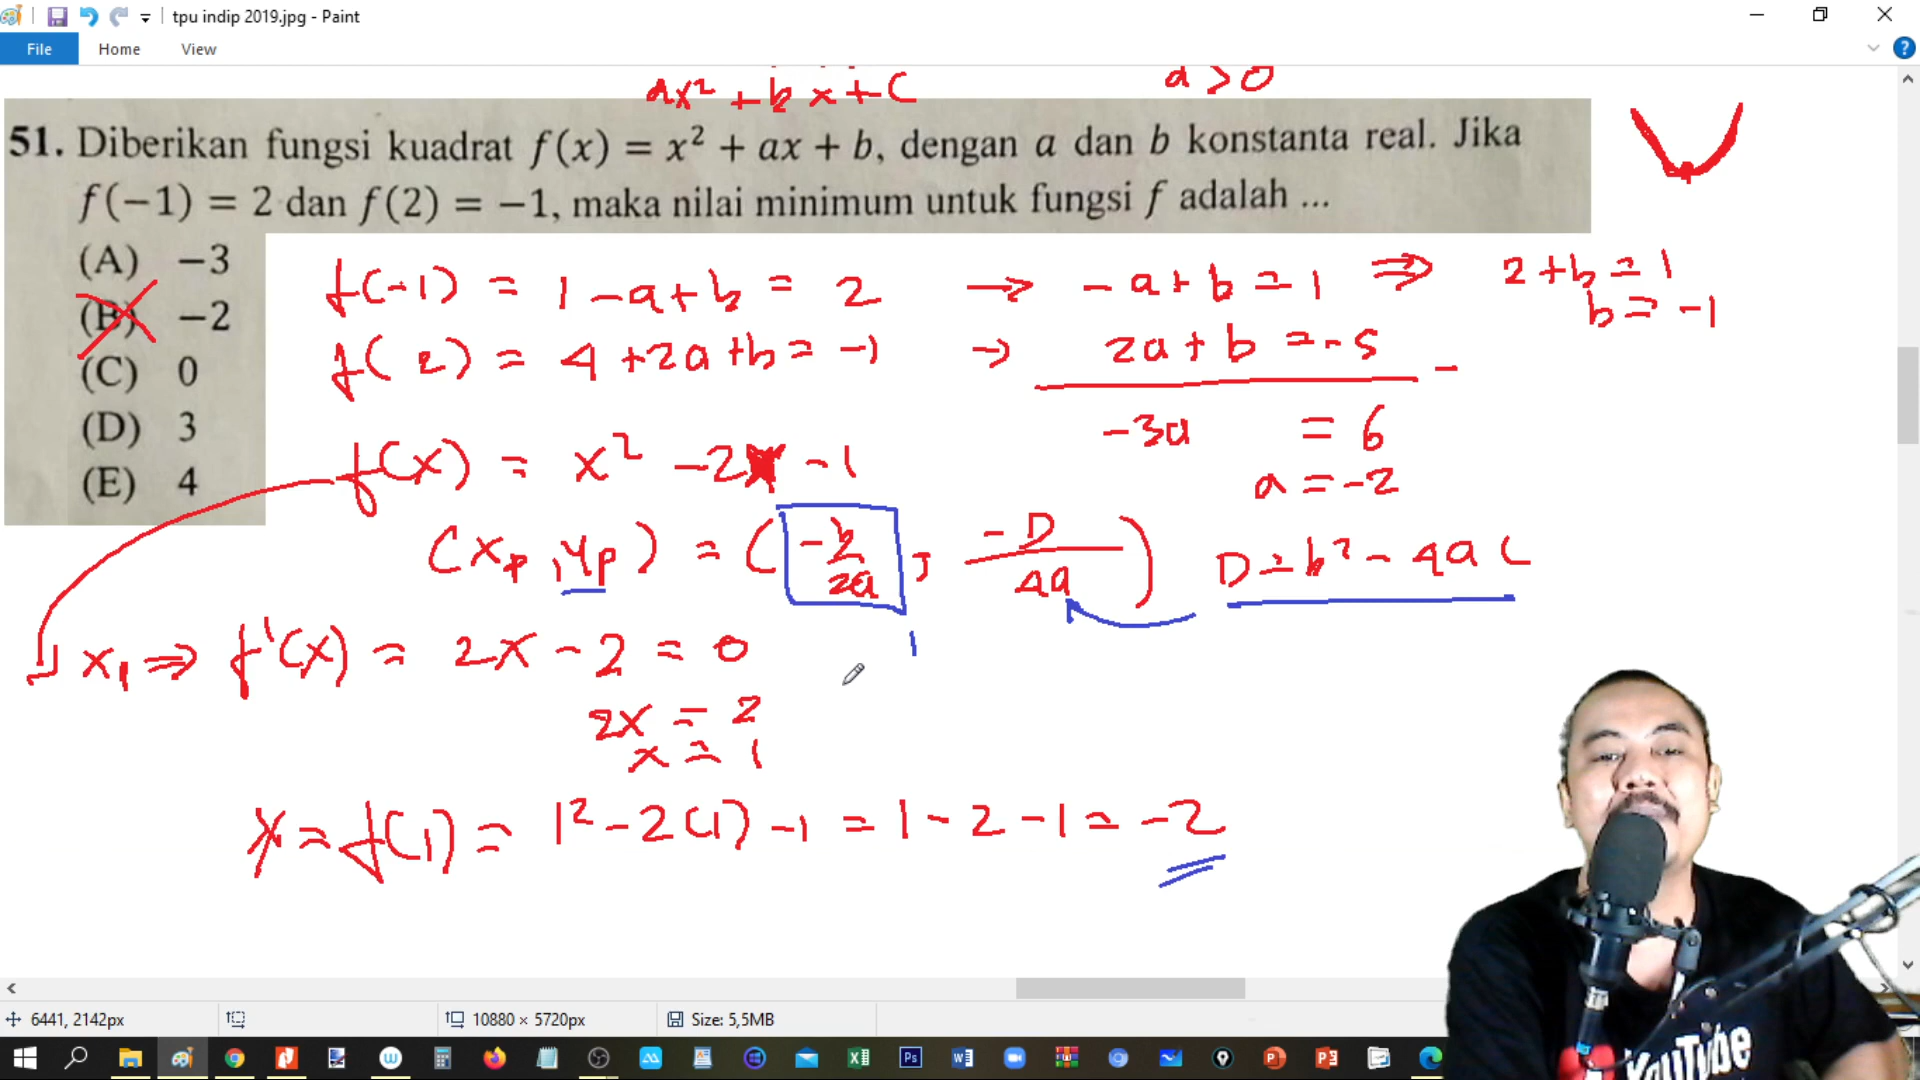 tpu indip 2019.jpg - Paint
File Home View
ax² + bx + c
a > 0
51. Diberikan fungsi kuadrat f(x) = x² + ax + b, dengan a dan b konstanta real. Jika
f(−1) = 2 dan f(2) = −1, maka nilai minimum untuk fungsi f adalah ...
(A) −3
(B) −2
(C) 0
(D) 3
(E) 4
f(-1) = 1 - a + b = 2 → - a + b = 1 ⇒ 2 + b = 1
b = -1
f(2) = 4 + 2a + b = -1 → 2a + b = -5
-3a = 6
a = -2
f(x) = x² - 2x - 1
(xp, yp) = (-b/2a, -D/4a) D = b² - 4ac
1
x₁ ⇒ f'(x) = 2x - 2 = 0
2x = 2
x = 1
y = f(1) = 1² - 2(1) - 1 = 1 - 2 - 1 = -2
6441, 2142px
10880 × 5720px
Size: 5,5MB
YouTube